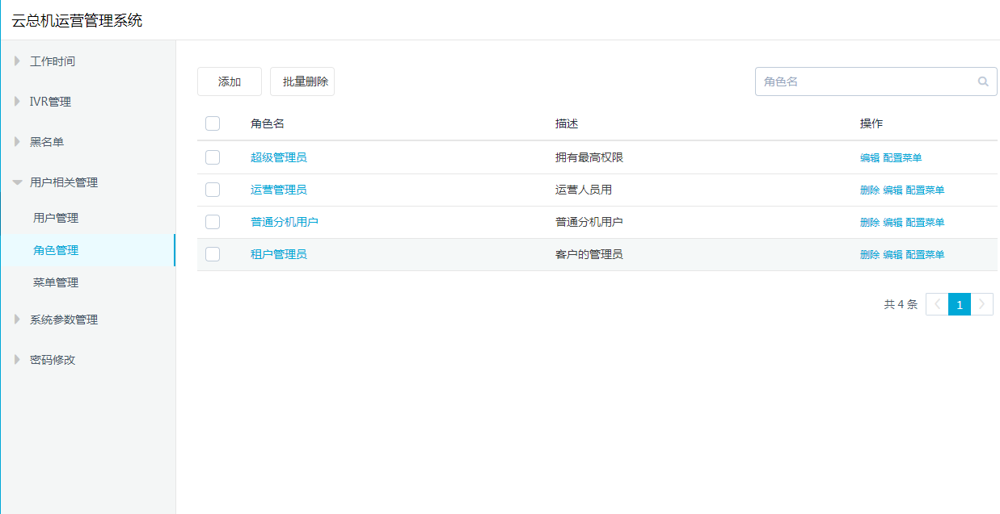 云总机运营管理系统
工作时间
IVR管理
黑名单
用户相关管理
用户管理
角色管理
菜单管理
系统参数管理
密码修改
添加 批量删除 角色名
角色名 描述 操作
超级管理员 拥有最高权限 编辑 配置菜单
运营管理员 运营人员用 删除 编辑 配置菜单
普通分机用户 普通分机用户 删除 编辑 配置菜单
租户管理员 客户的管理员 删除 编辑 配置菜单
共 4 条 1